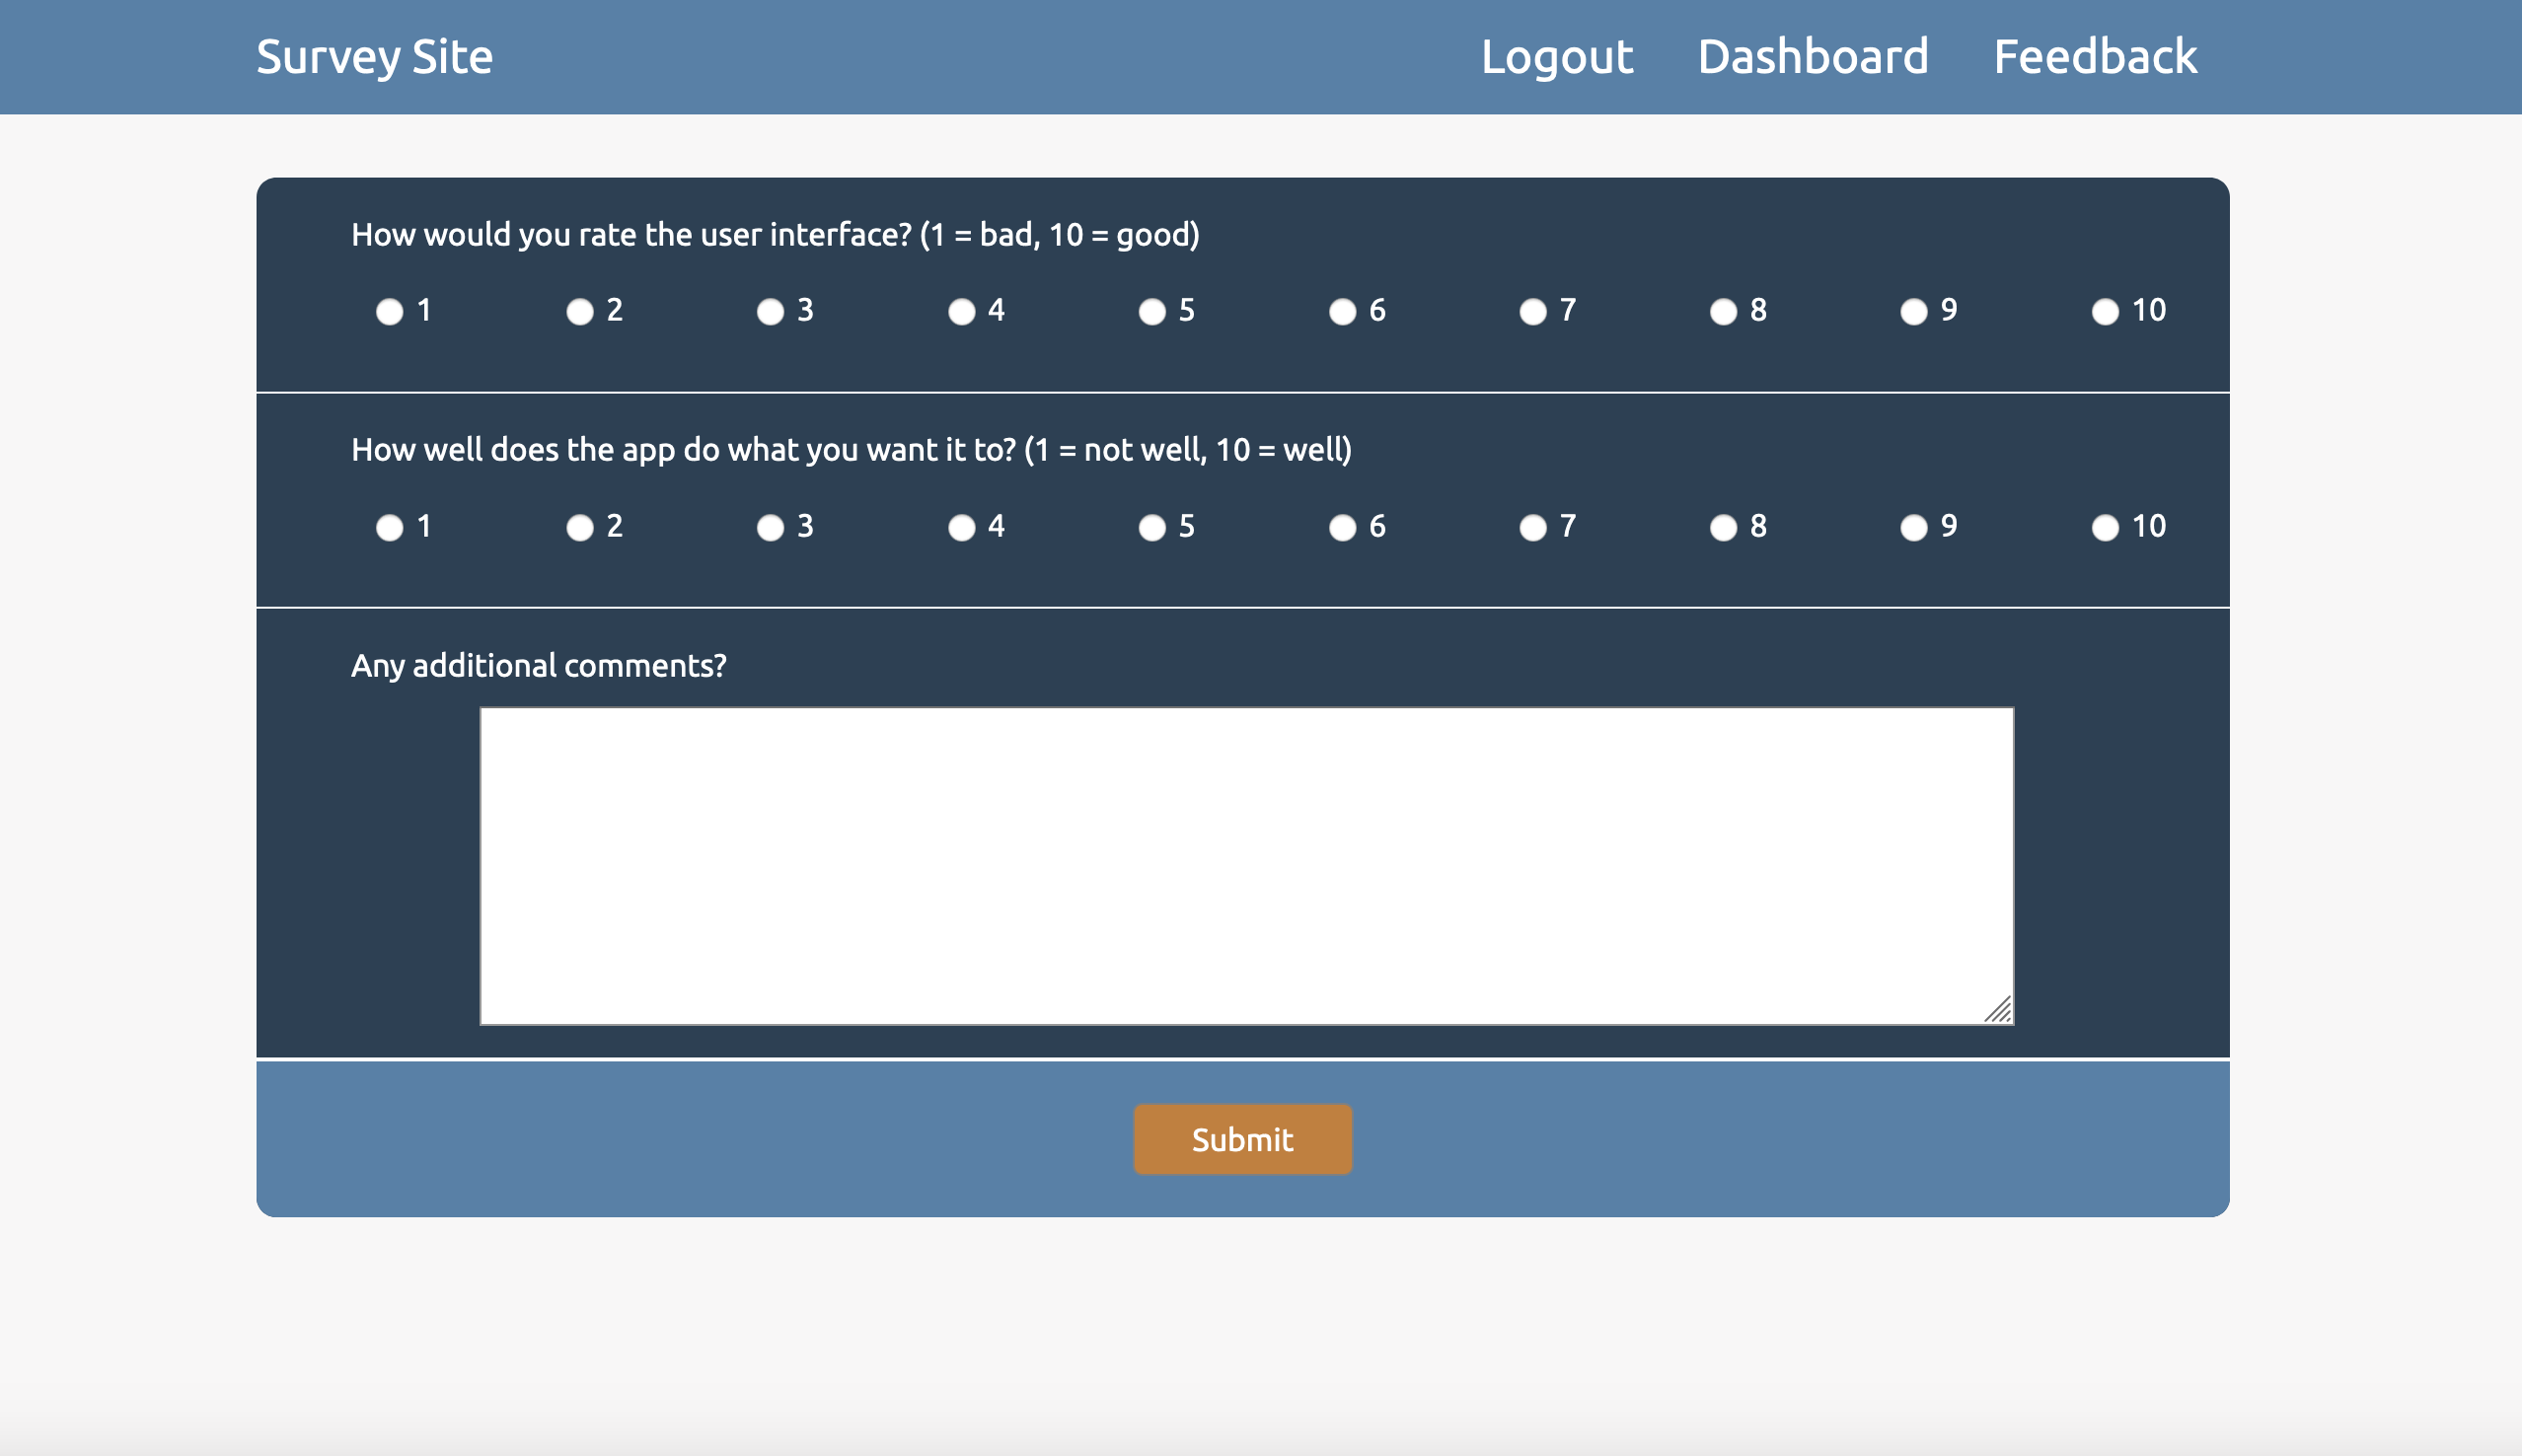 Survey Site Logout Dashboard Feedback
How would you rate the user interface? (1 = bad, 10 = good)
1 2 3 4 5 6 7 8 9 10
How well does the app do what you want it to? (1 = not well, 10 = well)
1 2 3 4 5 6 7 8 9 10
Any additional comments?
Submit